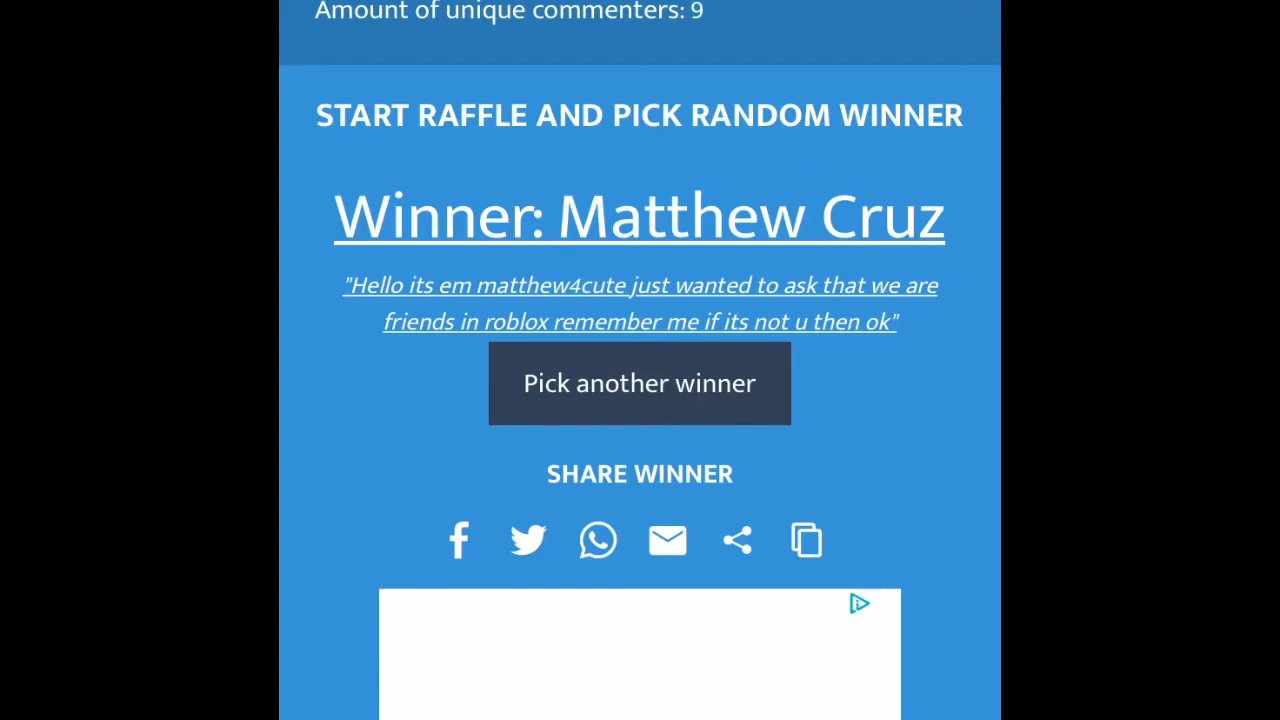 Amount of unique commenters: 9
START RAFFLE AND PICK RANDOM WINNER
Winner: Matthew Cruz
"Hello its em matthew4cute just wanted to ask that we are
friends in roblox remember me if its not u then ok"
Pick another winner
SHARE WINNER